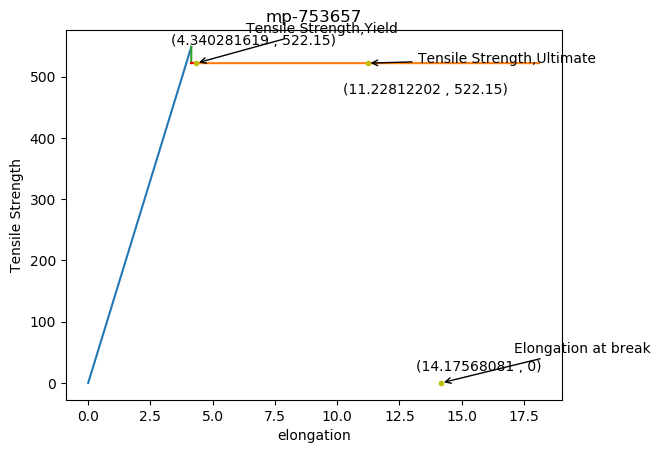 mp-753657
Tensile Strength,Yield
(4.340281619 , 522.15)
Tensile Strength,Ultimate
(11.22812202 , 522.15)
Elongation at break
(14.17568081 , 0)
Tensile Strength
500
400
300
200
100
0
0.0 2.5 5.0 7.5 10.0 12.5 15.0 17.5
elongation